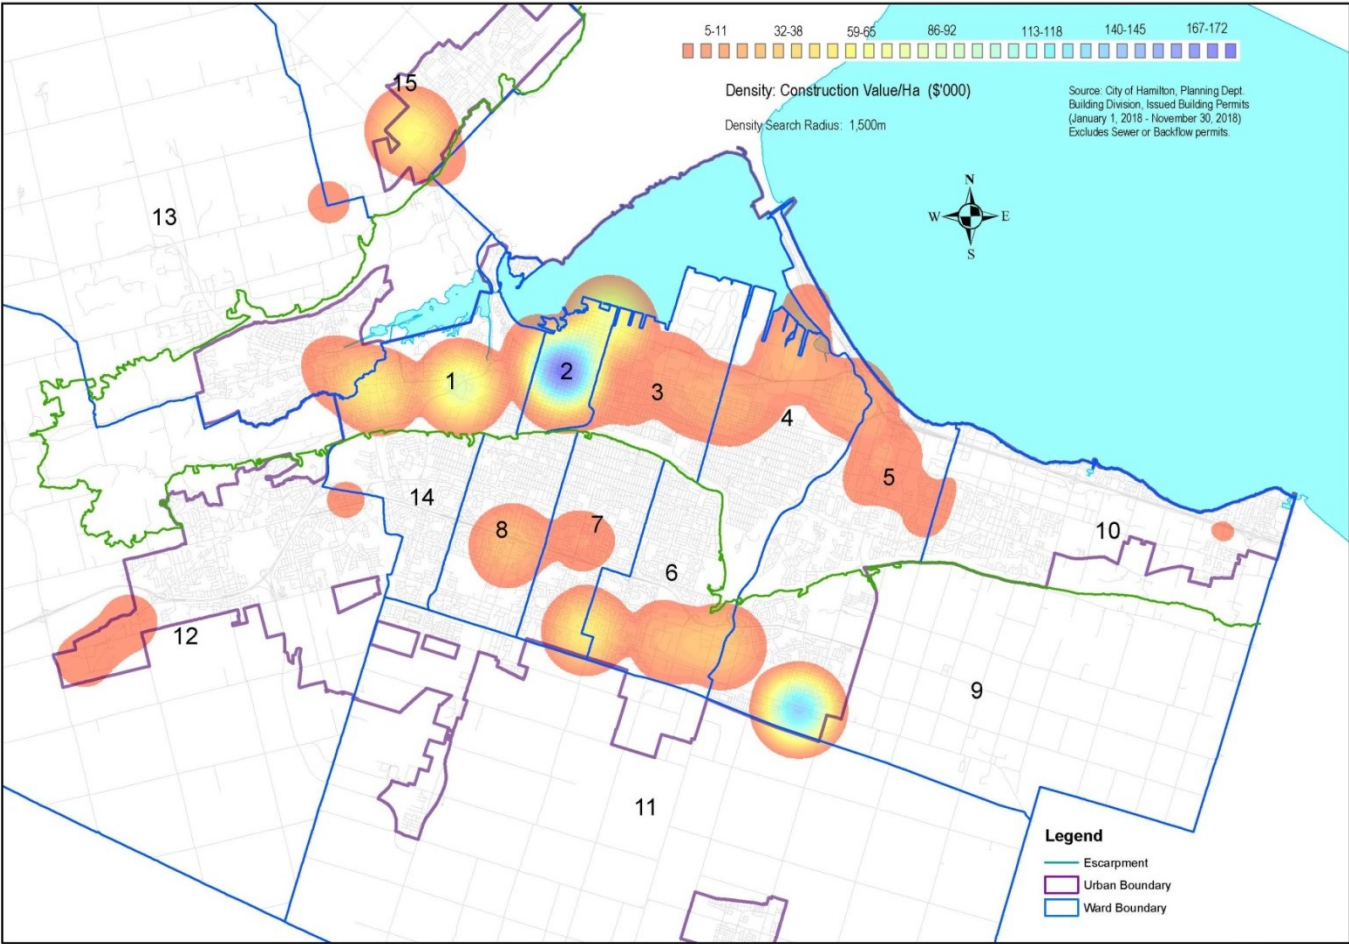 5-11 32-38 59-65 86-92 113-118 140-145 167-172
Density: Construction Value/Ha ($'000)
Density Search Radius: 1,500m
Source: City of Hamilton, Planning Dept.
Building Division, Issued Building Permits
(January 1, 2018 - November 30, 2018)
Excludes Sewer or Backflow permits.
15
N
W E
S
13
1
2
3
4
5
14
8
7
6
10
12
9
11
Legend
Escarpment
Urban Boundary
Ward Boundary